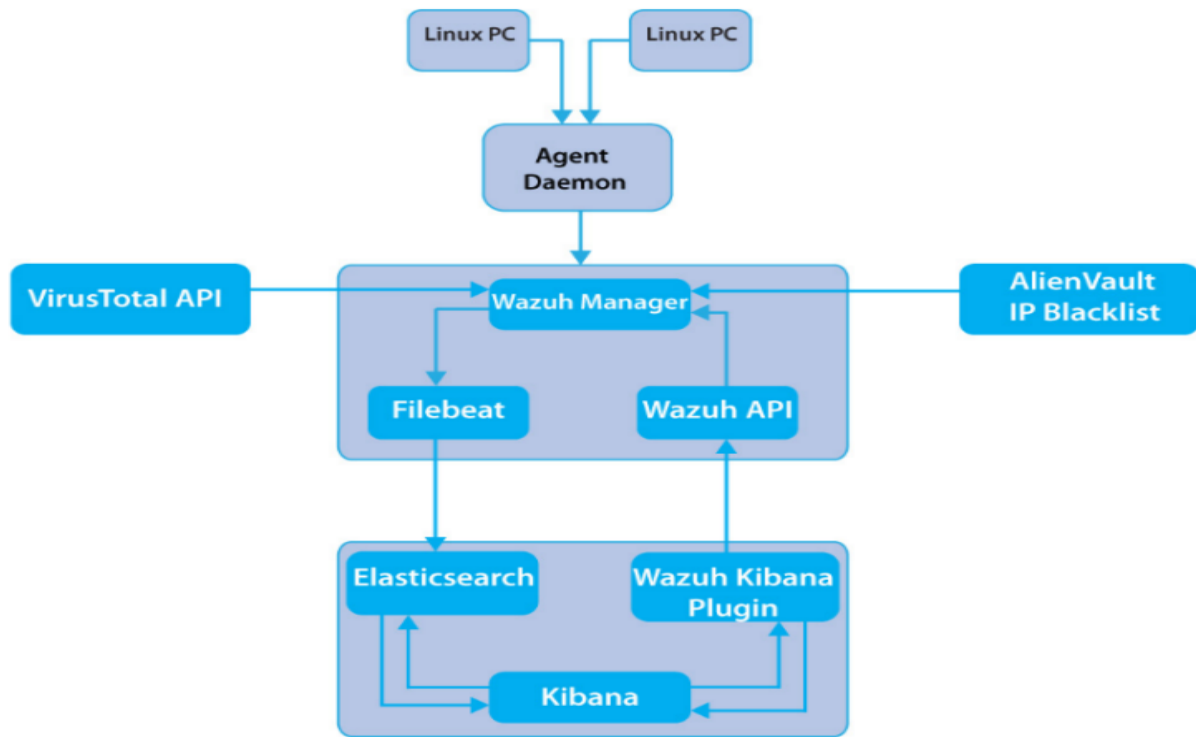 Linux PC
Linux PC
Agent
Daemon
VirusTotal API
Wazuh Manager
AlienVault
IP Blacklist
Filebeat
Wazuh API
Elasticsearch
Wazuh Kibana
Plugin
Kibana